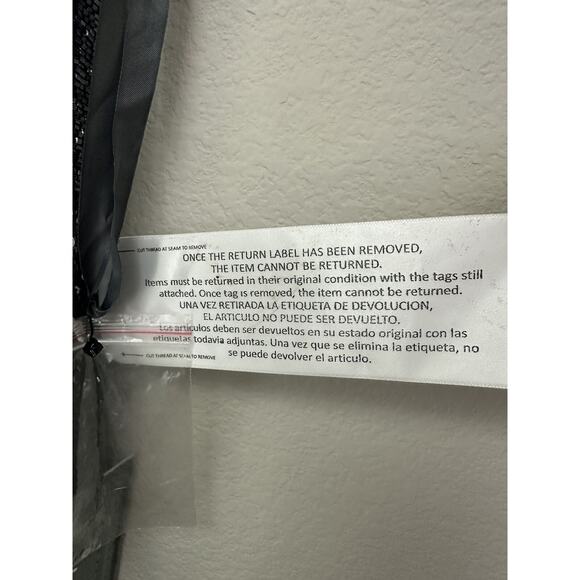 CUT THREAD AT SEAM TO REMOVE
ONCE THE RETURN LABEL HAS BEEN REMOVED,
THE ITEM CANNOT BE RETURNED.
Items must be returned in their original condition with the tags still
attached. Once tag is removed, the item cannot be returned.
UNA VEZ RETIRADA LA ETIQUETA DE DEVOLUCION,
EL ARTICULO NO PUEDE SER DEVUELTO.
Los articulos deben ser devueltos en su estado original con las
etiquetas todavia adjuntas. Una vez que se elimina la etiqueta, no
se puede devolver el articulo.
CUT THREAD AT SEAM TO REMOVE